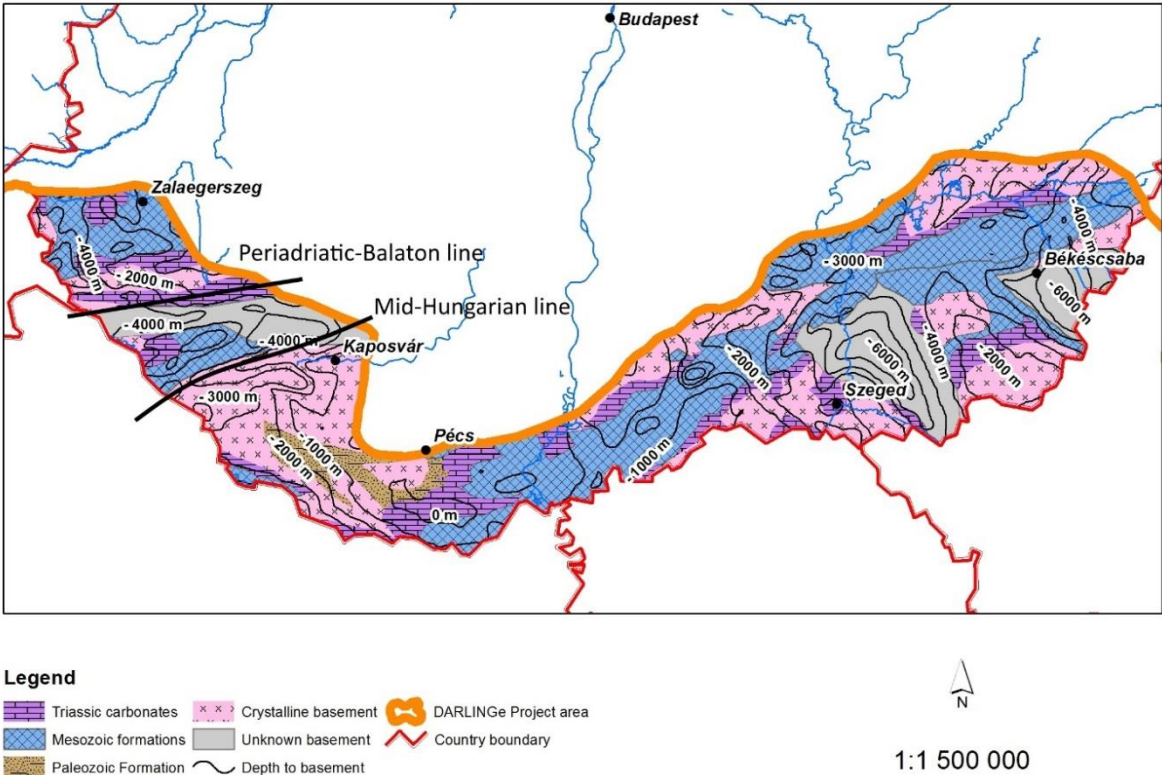 Budapest
Zalaegerszeg
- 4000 m
- 2000 m
Periadriatic-Balaton line
- 4000 m
Mid-Hungarian line
- 4000 m
Kaposvár
- 3000 m
- 1000 m
- 2000 m
Pécs
0 m
- 1000 m
- 2000 m
- 3000 m
- 4000 m
Békéscsaba
- 6000 m
- 6000 m
- 4000 m
- 2000 m
Szeged
Legend
Triassic carbonates
Crystalline basement
DARLINGe Project area
Mesozoic formations
Unknown basement
Country boundary
Paleozoic Formation
Depth to basement
N
1:1 500 000